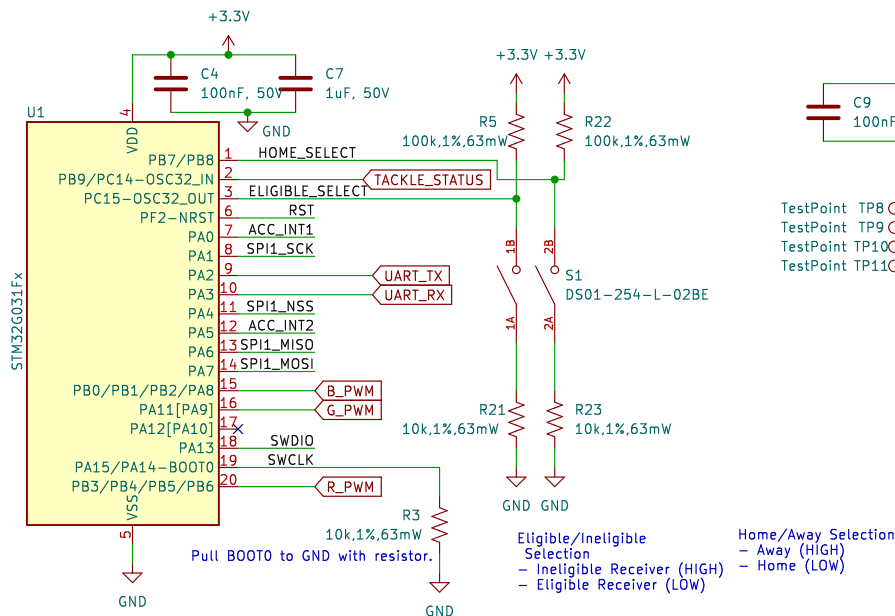 +3.3V
C4
100nF, 50V
C7
1uF, 50V
GND
+3.3V +3.3V
R5
100k,1%,63mW
R22
100k,1%,63mW
C9
100nF
U1
STM32G031Fx
4
VDD
PB7/PB8 1 HOME_SELECT
PB9/PC14-OSC32_IN 2 TACKLE_STATUS
PC15-OSC32_OUT 3 ELIGIBLE_SELECT
PF2-NRST 6 RST
PA0 7 ACC_INT1
PA1 8 SPI1_SCK
PA2 9 UART_TX
PA3 10 UART_RX
PA4 11 SPI1_NSS
PA5 12 ACC_INT2
PA6 13 SPI1_MISO
PA7 14 SPI1_MOSI
PB0/PB1/PB2/PA8 15 B_PWM
PA11[PA9] 16 G_PWM
PA12[PA10] 17
PA13 18 SWDIO
PA15/PA14-BOOT0 19 SWCLK
PB3/PB4/PB5/PB6 20 R_PWM
VSS
5
GND
TestPoint TP8
TestPoint TP9
TestPoint TP10
TestPoint TP11
1B
2B
S1
DS01-254-L-02BE
1A
2A
R21
10k,1%,63mW
R23
10k,1%,63mW
GND GND
R3
10k,1%,63mW
GND
Pull BOOT0 to GND with resistor.
Eligible/Ineligible
Selection
- Ineligible Receiver (HIGH)
- Eligible Receiver (LOW)
Home/Away Selection
- Away (HIGH)
- Home (LOW)